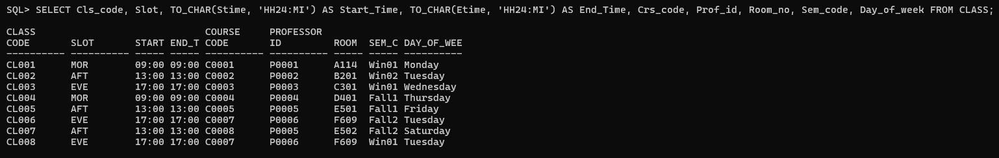 SQL> SELECT Cls_code, Slot, TO_CHAR(Stime, 'HH24:MI') AS Start_Time, TO_CHAR(Etime, 'HH24:MI') AS End_Time, Crs_code, Prof_id, Room_no, Sem_code, Day_of_week FROM CLASS;
CLASS                             COURSE     PROFESSOR
CODE       SLOT       START END_T CODE       ID         ROOM  SEM_C DAY_OF_WEE
---------- ---------- ----- ----- ---------- ---------- ----- ----- ----------
CL001      MOR        09:00 09:00 C0001      P0001      A114  Win01 Monday
CL002      AFT        13:00 13:00 C0002      P0002      B201  Win02 Tuesday
CL003      EVE        17:00 17:00 C0003      P0003      C301  Win01 Wednesday
CL004      MOR        09:00 09:00 C0004      P0004      D401  Fall1 Thursday
CL005      AFT        13:00 13:00 C0005      P0005      E501  Fall1 Friday
CL006      EVE        17:00 17:00 C0007      P0006      F609  Fall2 Tuesday
CL007      AFT        13:00 13:00 C0008      P0005      E502  Fall2 Saturday
CL008      EVE        17:00 17:00 C0007      P0006      F609  Win01 Tuesday